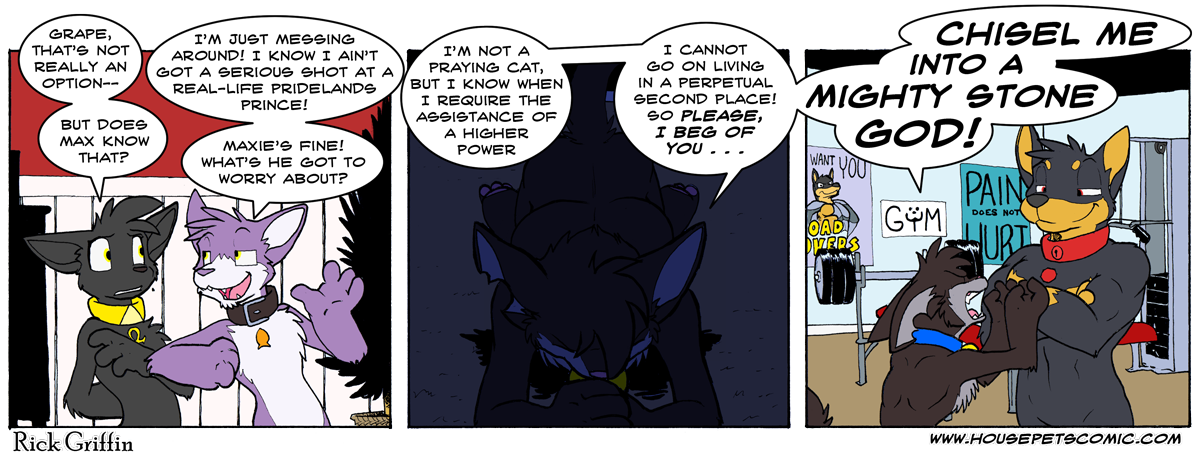 GRAPE,
THAT'S NOT
REALLY AN
OPTION--
I'M JUST MESSING
AROUND! I KNOW I AIN'T
GOT A SERIOUS SHOT AT A
REAL-LIFE PRIDELANDS
PRINCE!
BUT DOES
MAX KNOW
THAT?
MAXIE'S FINE!
WHAT'S HE GOT TO
WORRY ABOUT?
I'M NOT A
PRAYING CAT,
BUT I KNOW WHEN
I REQUIRE THE
ASSISTANCE OF
A HIGHER
POWER
I CANNOT
GO ON LIVING
IN A PERPETUAL
SECOND PLACE!
SO PLEASE,
I BEG OF
YOU . . .
CHISEL ME
INTO A
MIGHTY STONE
GOD!
WANT YOU
OAD
OVERS
GYM
PAIN
DOES NOT
HURT
Rick Griffin
WWW.HOUSEPETSCOMIC.COM